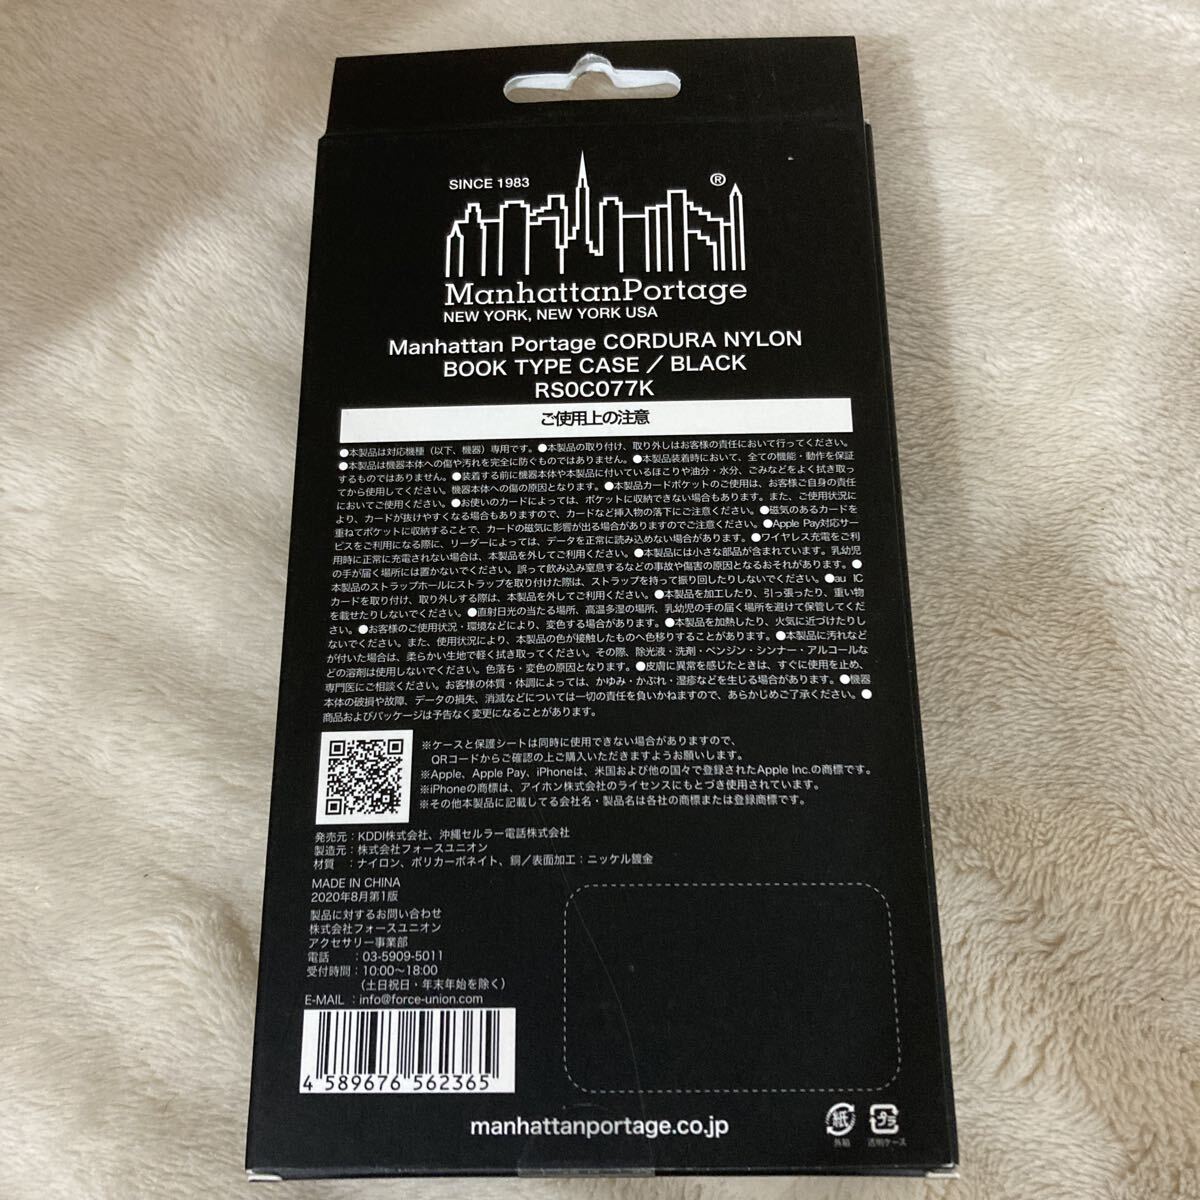 SINCE 1983
®
ManhattanPortage
NEW YORK, NEW YORK USA
Manhattan Portage CORDURA NYLON
BOOK TYPE CASE / BLACK
RS0C077K
ご使用上の注意
●本製品は対応機種（以下、機器）専用です。●本製品の取り付け、取り外しはお客様の責任において行ってください。
●本製品は機器本体への傷や汚れを完全に防ぐものではありません。●本製品装着時において、全ての機能・動作を保証
するものではありません。●装着する前に機器本体や本製品に付いているほこりや油分・水分、ごみなどをよく拭き取っ
てから使用してください。機器本体への傷の原因となります。●本製品カードポケットのご使用は、お客様ご自身の責任
においてご使用ください。●お使いのカードによっては、ポケットに収納できない場合もあります。また、ご使用状況に
より、カードが抜けやすくなる場合もありますので、カードなど挿入物の落下にご注意ください。●磁気のあるカードを
重ねてポケットに収納することで、カードの磁気に影響が出る場合がありますのでご注意ください。●Apple Pay対応サー
ビスをご利用になる際に、リーダーによっては、データを正常に読み込めない場合があります。●ワイヤレス充電をご利
用時に正常に充電されない場合は、本製品を外してご利用ください。●本製品には小さな部品が含まれています。乳幼児
の手が届く場所には置かないでください。誤って飲み込み窒息するなどの事故や傷害の原因となるおそれがあります。●
本製品のストラップホールにストラップを取り付けた際は、ストラップを持って振り回したりしないでください。●au IC
カードを取り付け、取り外しする際は、本製品を外してご利用ください。●本製品を加工したり、引っ張ったり、重い物
を載せたりしないでください。●直射日光の当たる場所、高温多湿の場所、乳幼児の手の届く場所を避けて保管してくだ
さい。●お客様のご使用状況・環境などにより、変色する場合があります。●本製品を加熱したり、火気に近づけたりし
ないでください。また、使用状況により、本製品の色が接触したものへ色移りすることがあります。●本製品に汚れなど
が付いた場合は、柔らかい生地で軽く拭き取ってください。その際、除光液・洗剤・ベンジン・シンナー・アルコールな
どの溶剤は使用しないでください。色落ち・変色の原因となります。●皮膚に異常を感じたときは、すぐに使用を止め、
専門医にご相談ください。お客様の体質・体調によっては、かゆみ・かぶれ・湿疹などを生じる場合があります。●機器
本体の破損や故障、データの損失、消滅などについては一切の責任を負いかねますので、あらかじめご了承ください。●
商品およびパッケージは予告なく変更になることがあります。
※ケースと保護シートは同時に使用できない場合がありますので、
QRコードからご確認の上ご購入いただきますようお願いします。
※Apple、Apple Pay、iPhoneは、米国および他の国々で登録されたApple Inc.の商標です。
※iPhoneの商標は、アイホン株式会社のライセンスにもとづき使用されています。
※その他本製品に記載してる会社名・製品名は各社の商標または登録商標です。
発売元：KDDI株式会社、沖縄セルラー電話株式会社
製造元：株式会社フォースユニオン
材質　：ナイロン、ポリカーボネイト、銅／表面加工：ニッケル鍍金
MADE IN CHINA
2020年8月第1版
製品に対するお問い合わせ
株式会社フォースユニオン
アクセサリー事業部
電話　　：03-5909-5011
受付時間：10:00〜18:00
（土日祝日・年末年始を除く）
E-MAIL ：info@force-union.com
4 589676 562365
manhattanportage.co.jp
紙
外箱
プラ
透明ケース